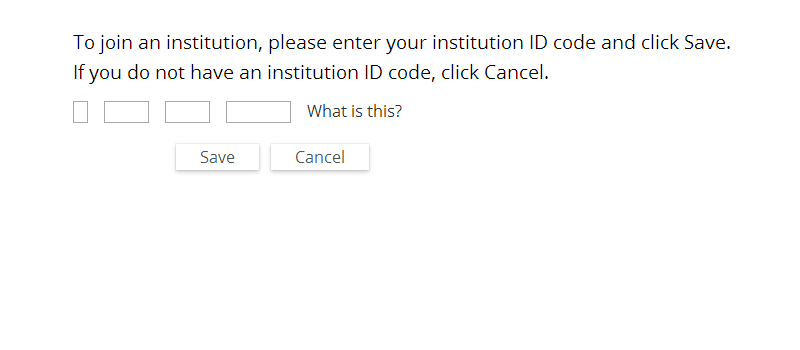 To join an institution, please enter your institution ID code and click Save.
If you do not have an institution ID code, click Cancel.
What is this?
Save Cancel